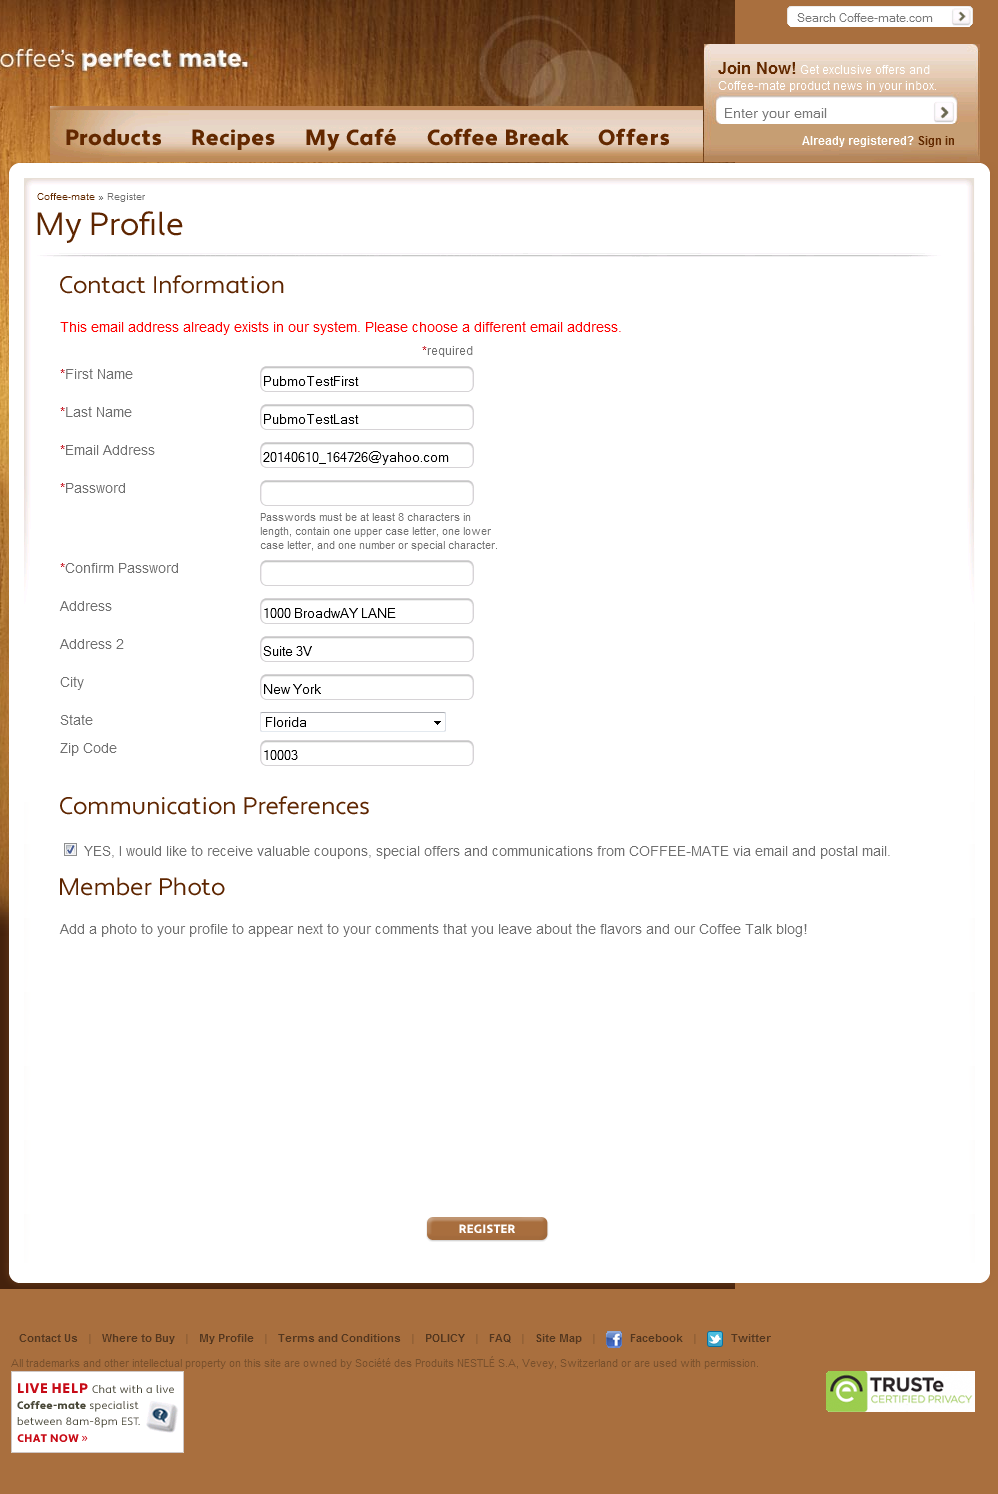 Search Coffee-mate.com
offee's perfect mate.
Join Now! Get exclusive offers and
Coffee-mate product news in your inbox.
Enter your email
Already registered? Sign in
Products Recipes My Café Coffee Break Offers
Coffee-mate » Register
My Profile
Contact Information
This email address already exists in our system. Please choose a different email address.
*required
*First Name PubmoTestFirst
*Last Name PubmoTestLast
*Email Address 20140610_164726@yahoo.com
*Password
Passwords must be at least 8 characters in
length, contain one upper case letter, one lower
case letter, and one number or special character.
*Confirm Password
Address 1000 BroadwAY LANE
Address 2 Suite 3V
City New York
State Florida
Zip Code 10003
Communication Preferences
YES, I would like to receive valuable coupons, special offers and communications from COFFEE-MATE via email and postal mail.
Member Photo
Add a photo to your profile to appear next to your comments that you leave about the flavors and our Coffee Talk blog!
REGISTER
Contact Us | Where to Buy | My Profile | Terms and Conditions | POLICY | FAQ | Site Map | Facebook | Twitter
All trademarks and other intellectual property on this site are owned by Société des Produits NESTLÉ S.A, Vevey, Switzerland or are used with permission.
LIVE HELP Chat with a live
Coffee-mate specialist
between 8am-8pm EST.
CHAT NOW »
TRUSTe
CERTIFIED PRIVACY